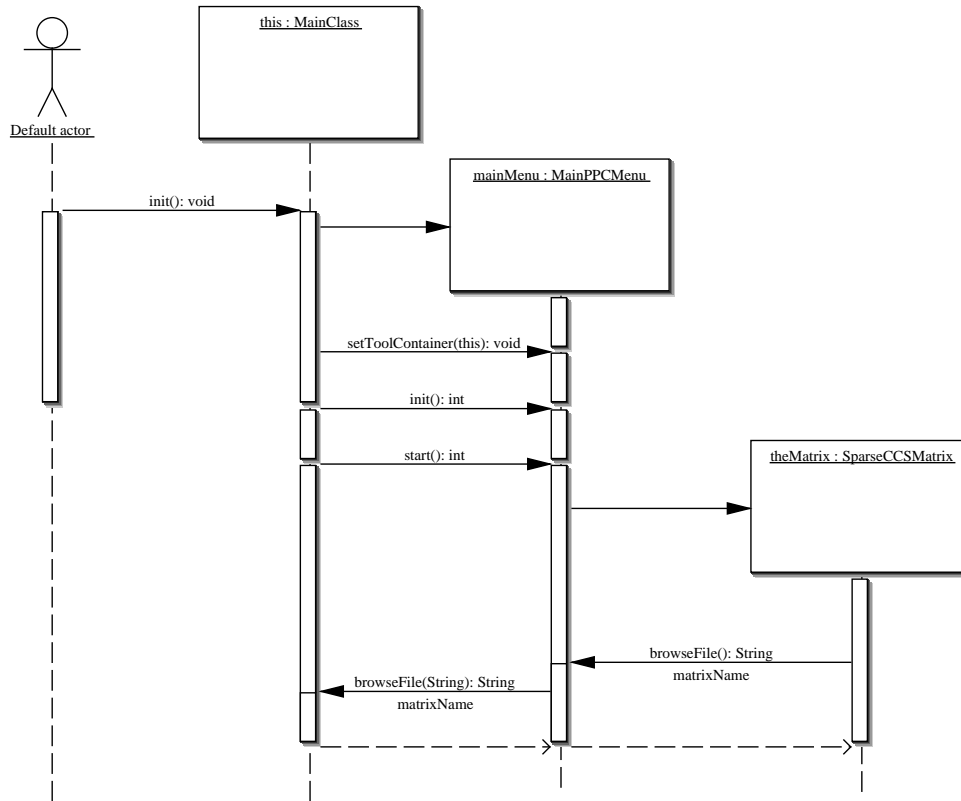 this : MainClass
Default actor
mainMenu : MainPPCMenu
init(): void
setToolContainer(this): void
init(): int
start(): int
theMatrix : SparseCCSMatrix
browseFile(): String
matrixName
browseFile(String): String
matrixName